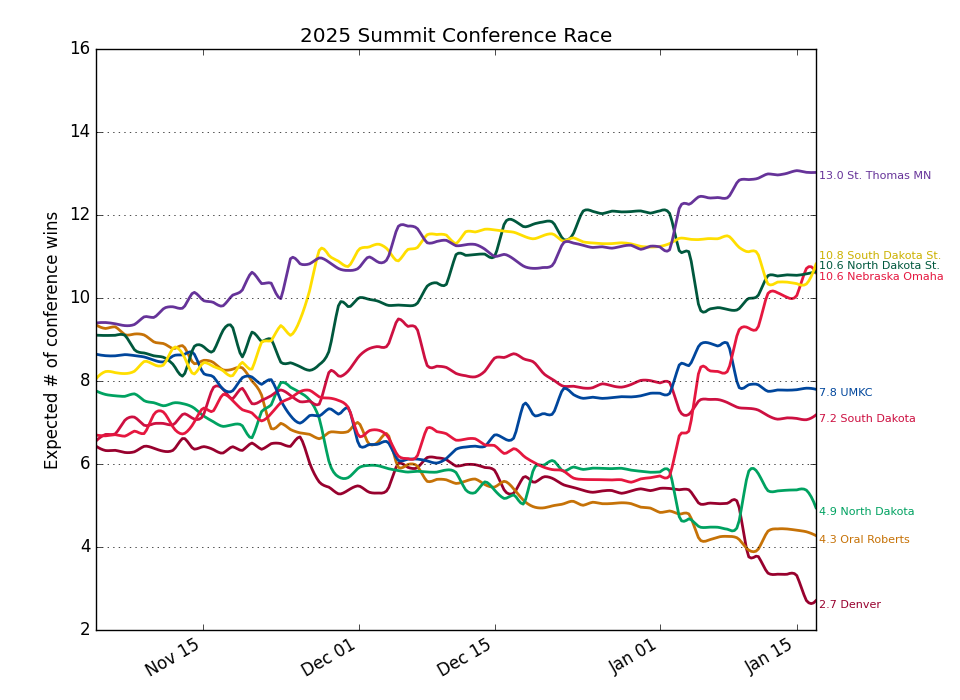 2025 Summit Conference Race
Expected # of conference wins
16
14
12
10
8
6
4
2
Nov 15
Dec 01
Dec 15
Jan 01
Jan 15
13.0 St. Thomas MN
10.8 South Dakota St.
10.6 North Dakota St.
10.6 Nebraska Omaha
7.8 UMKC
7.2 South Dakota
4.9 North Dakota
4.3 Oral Roberts
2.7 Denver